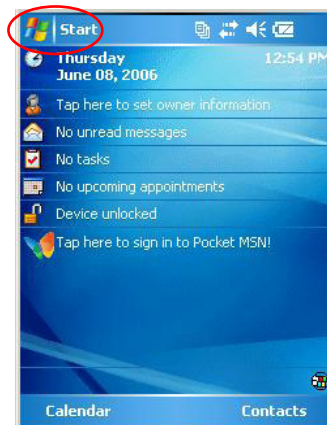 Start
Thursday
12:54 PM
June 08, 2006
Tap here to set owner information
No unread messages
No tasks
No upcoming appointments
Device unlocked
Tap here to sign in to Pocket MSN!
Calendar
Contacts